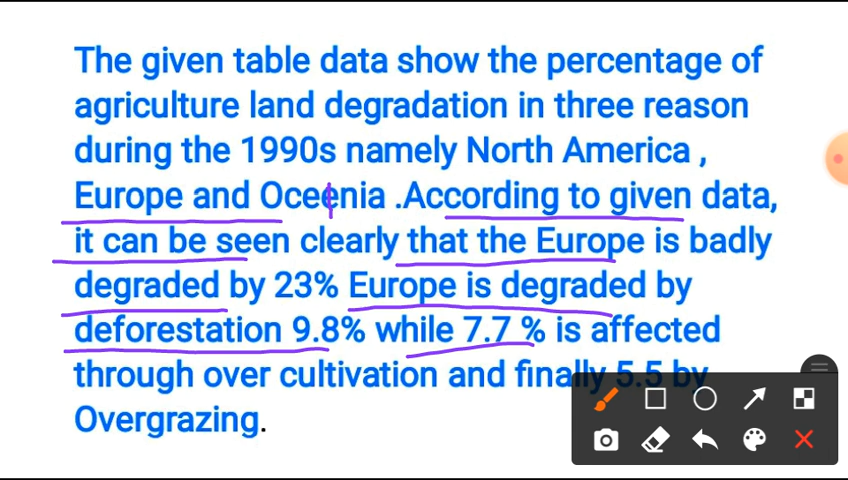 The given table data show the percentage of
agriculture land degradation in three reason
during the 1990s namely North America ,
Europe and Oceenia .According to given data,
it can be seen clearly that the Europe is badly
degraded by 23% Europe is degraded by
deforestation 9.8% while 7.7 % is affected
through over cultivation and finally 5.5 by
Overgrazing.